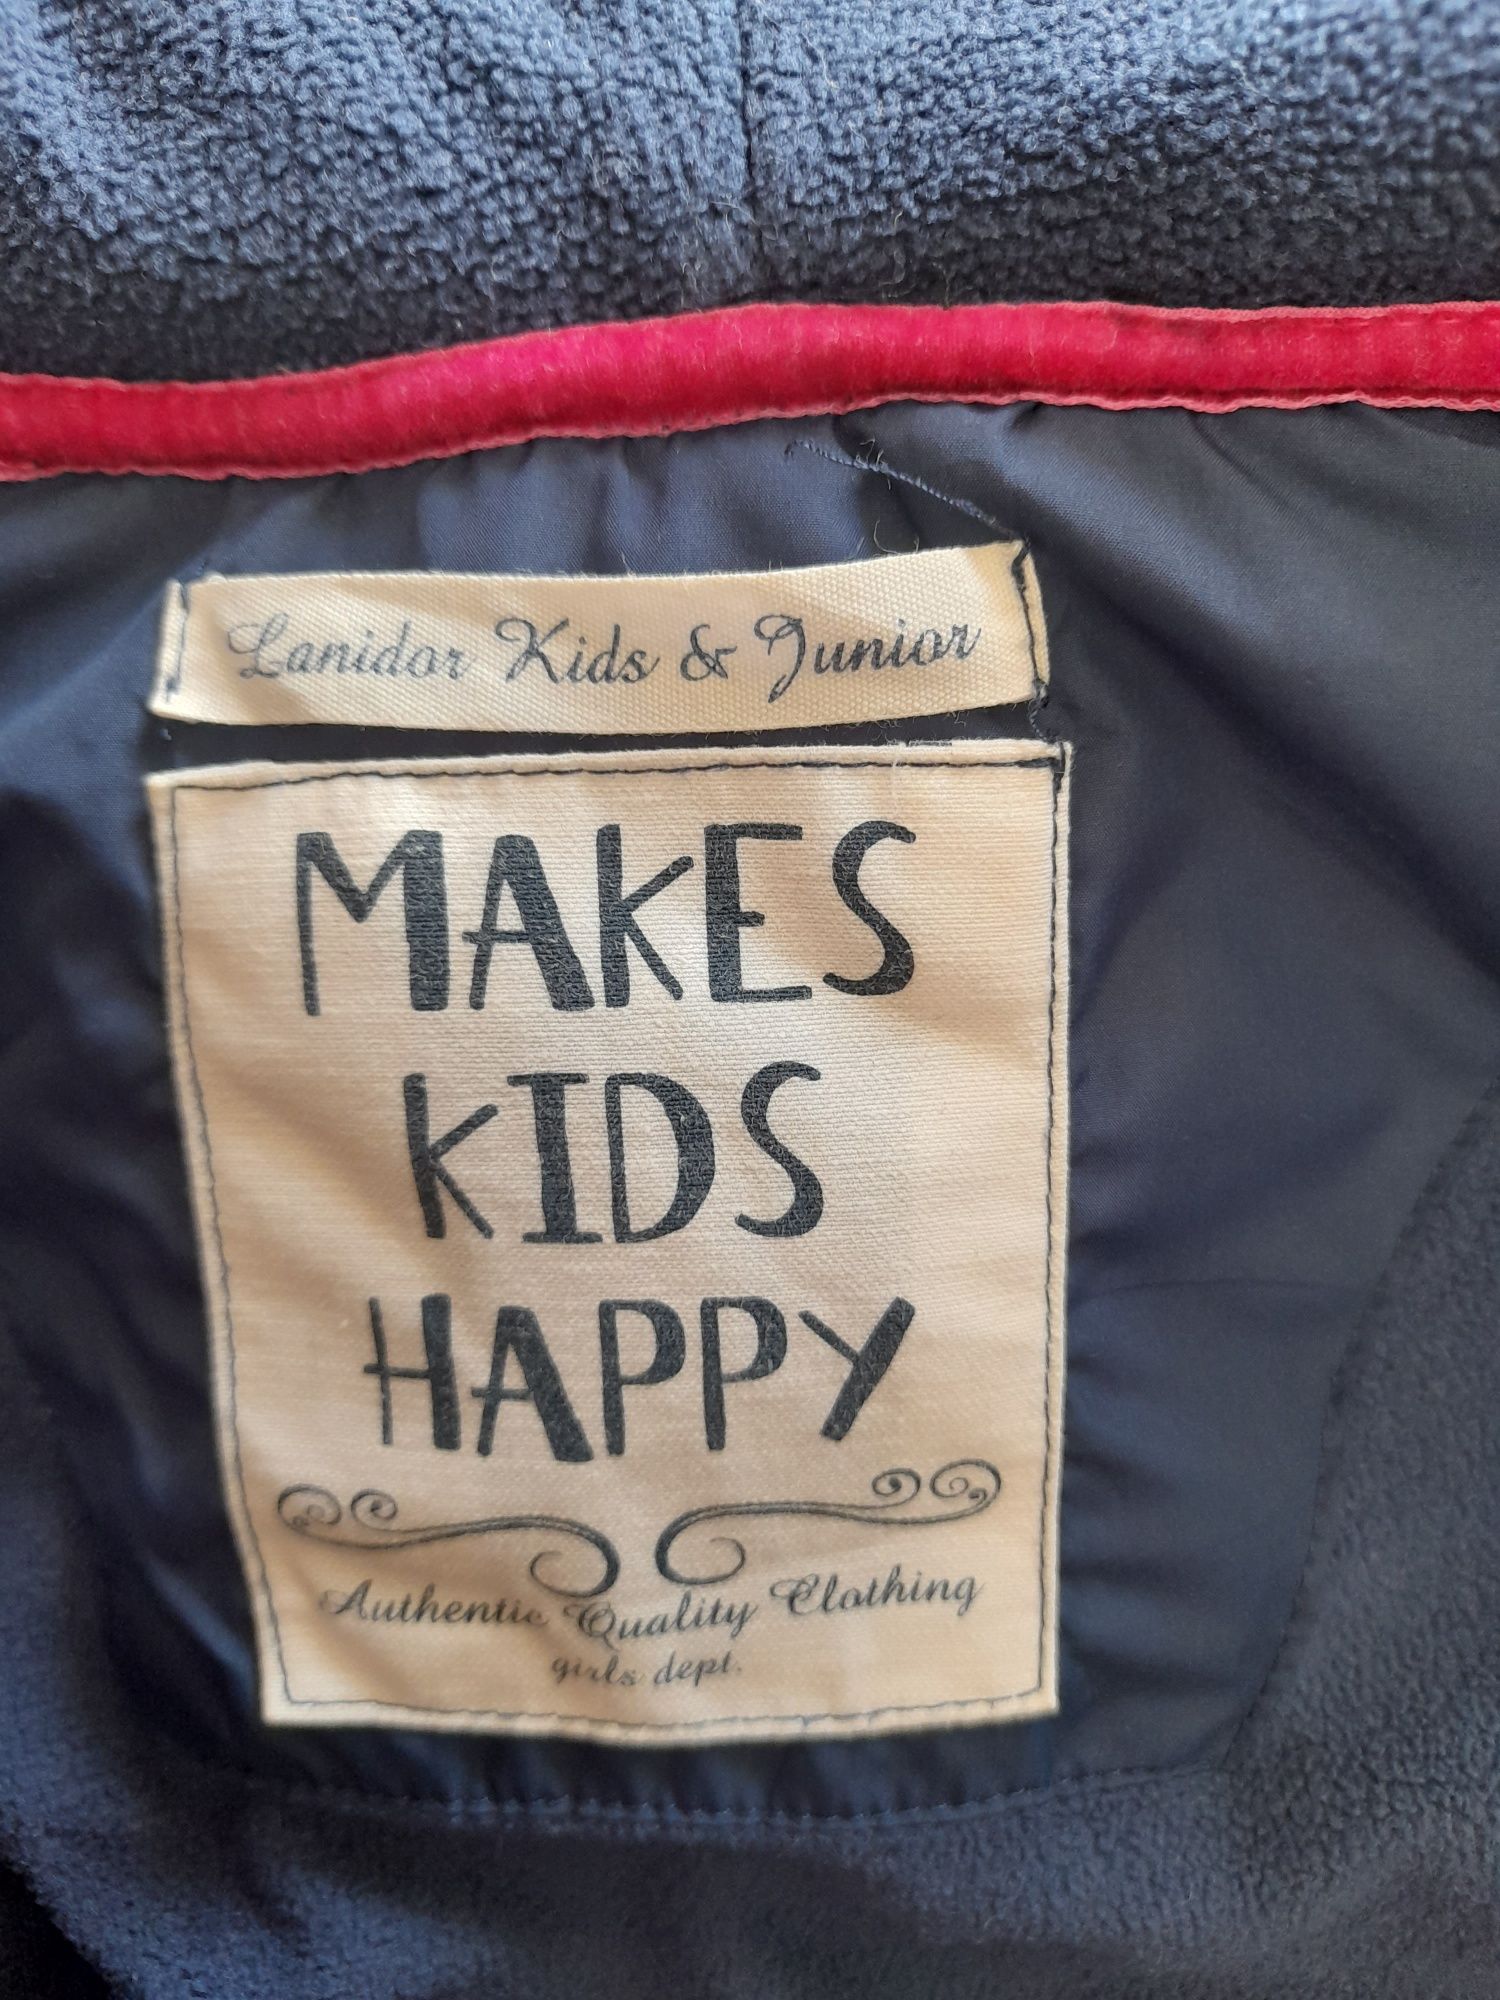 Lanidor Kids & Junior
MAKES
KIDS
HAPPY
Authentic Quality Clothing
girls dept.